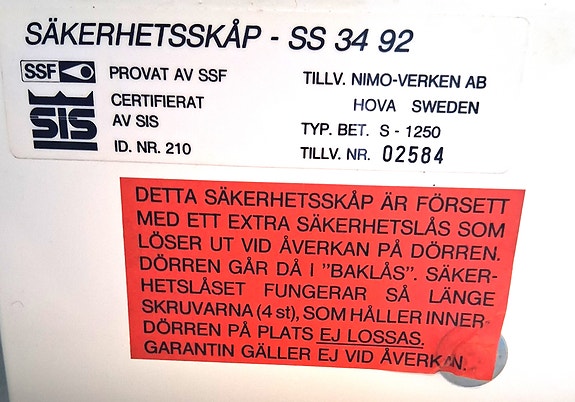 SÄKERHETSSKÅP - SS 34 92
SSF PROVAT AV SSF
SIS CERTIFIERAT
AV SIS
ID. NR. 210
TILLV. NIMO-VERKEN AB
HOVA SWEDEN
TYP. BET. S - 1250
TILLV. NR. 02584
DETTA SÄKERHETSSKÅP ÄR FÖRSETT
MED ETT EXTRA SÄKERHETSLÅS SOM
LÖSER UT VID ÅVERKAN PÅ DÖRREN.
DÖRREN GÅR DÅ I "BAKLÅS". SÄKER-
HETSLÅSET FUNGERAR SÅ LÄNGE
SKRUVARNA (4 st), SOM HÅLLER INNER-
DÖRREN PÅ PLATS EJ LOSSAS.
GARANTIN GÄLLER EJ VID ÅVERKAN.